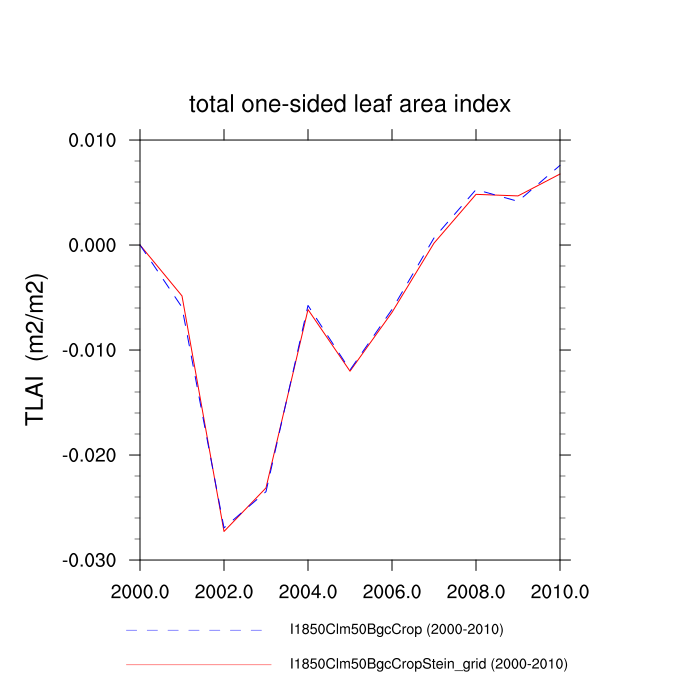 total one-sided leaf area index
0.010
0.000
-0.010
-0.020
-0.030
TLAI (m2/m2)
2000.0 2002.0 2004.0 2006.0 2008.0 2010.0
I1850Clm50BgcCrop (2000-2010)
I1850Clm50BgcCropStein_grid (2000-2010)